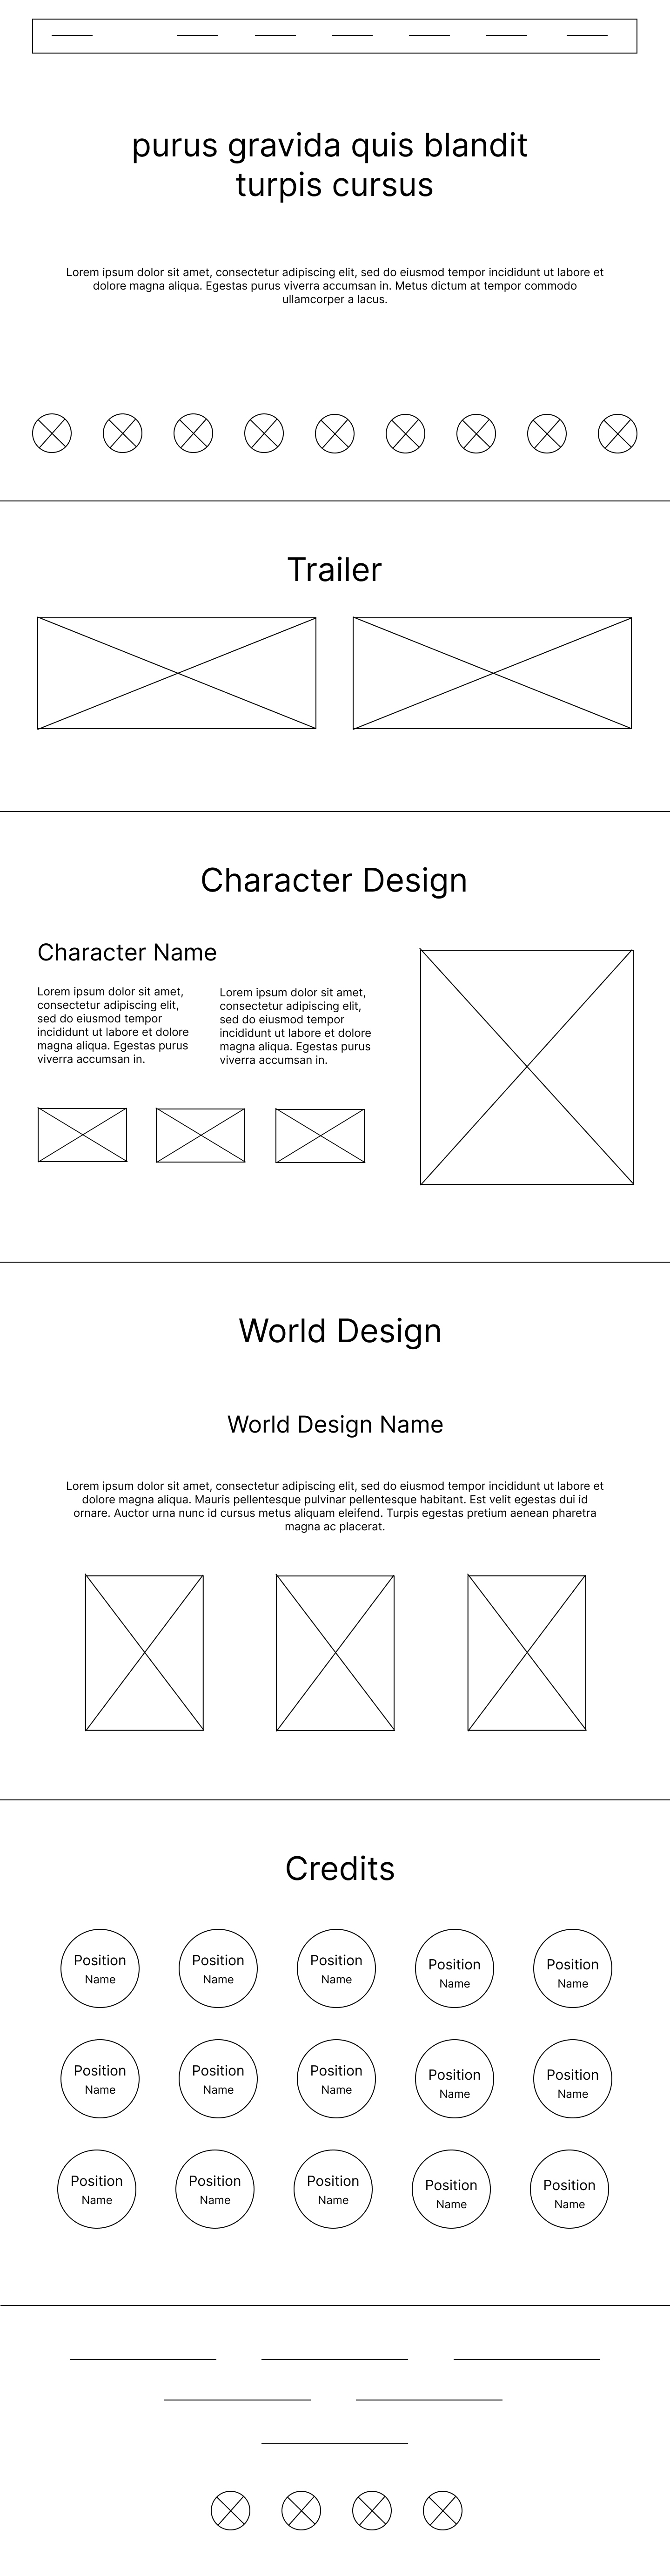 purus gravida quis blandit
turpis cursus
Lorem ipsum dolor sit amet, consectetur adipiscing elit, sed do eiusmod tempor incididunt ut labore et
dolore magna aliqua. Egestas purus viverra accumsan in. Metus dictum at tempor commodo
ullamcorper a lacus.
Trailer
Character Design
Character Name
Lorem ipsum dolor sit amet,
consectetur adipiscing elit,
sed do eiusmod tempor
incididunt ut labore et dolore
magna aliqua. Egestas purus
viverra accumsan in.
Lorem ipsum dolor sit amet,
consectetur adipiscing elit,
sed do eiusmod tempor
incididunt ut labore et dolore
magna aliqua. Egestas purus
viverra accumsan in.
World Design
World Design Name
Lorem ipsum dolor sit amet, consectetur adipiscing elit, sed do eiusmod tempor incididunt ut labore et
dolore magna aliqua. Mauris pellentesque pulvinar pellentesque habitant. Est velit egestas dui id
ornare. Auctor urna nunc id cursus metus aliquam eleifend. Turpis egestas pretium aenean pharetra
magna ac placerat.
Credits
Position
Name
Position
Name
Position
Name
Position
Name
Position
Name
Position
Name
Position
Name
Position
Name
Position
Name
Position
Name
Position
Name
Position
Name
Position
Name
Position
Name
Position
Name